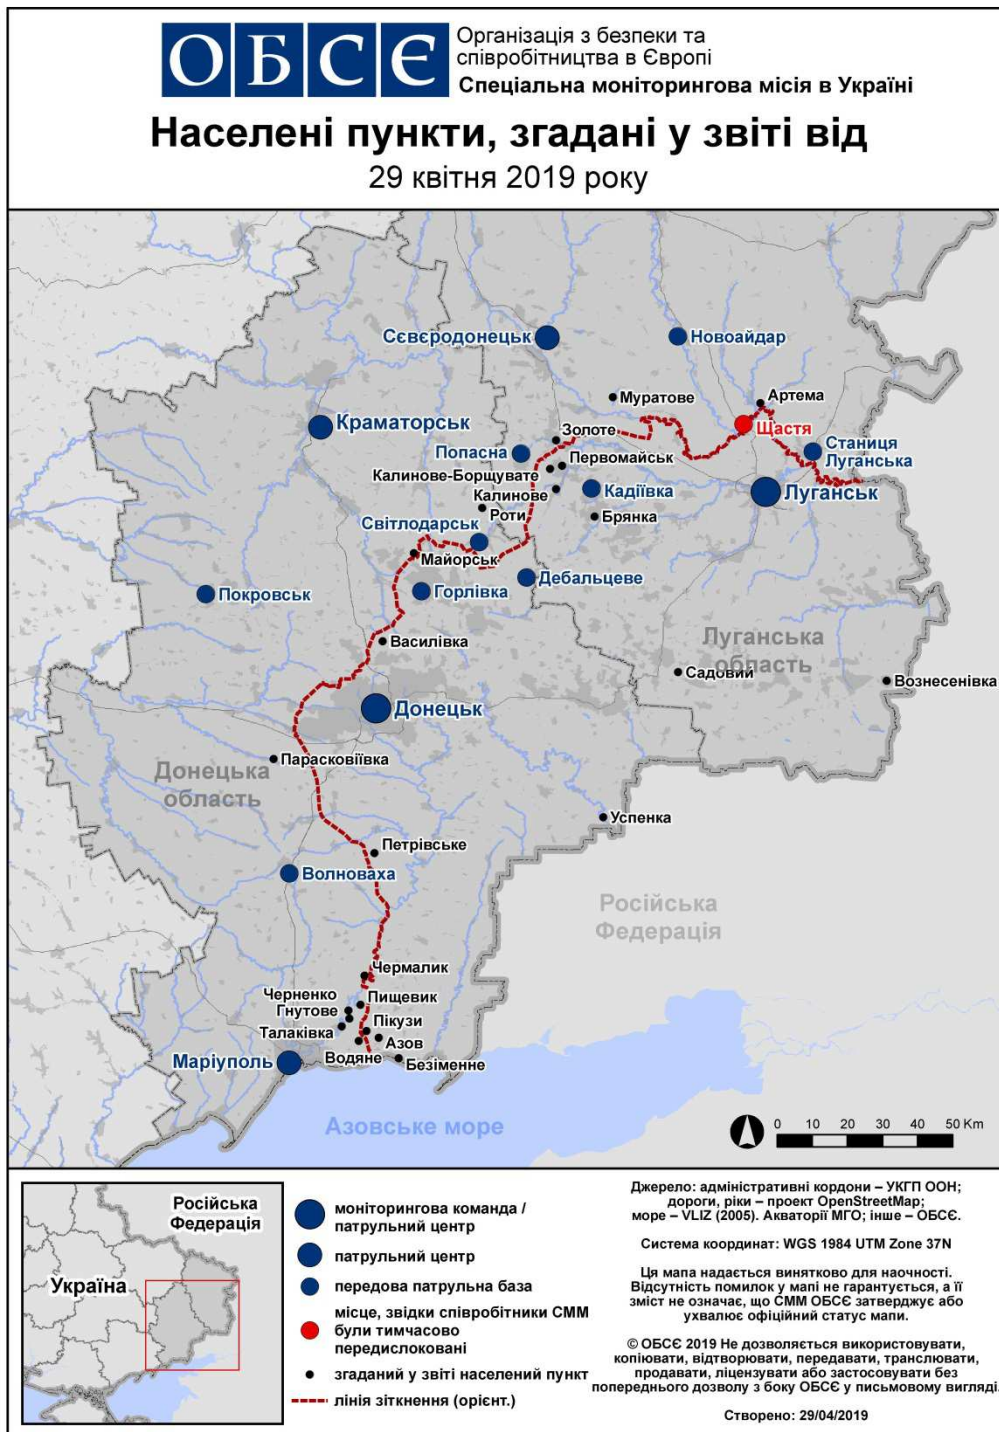 ОБСЄ
Організація з безпеки та
співробітництва в Європі
Спеціальна моніторингова місія в Україні
Населені пункти, згадані у звіті від
29 квітня 2019 року
Сєвєродонецьк
Новоайдар
Муратове
Артема
Краматорськ
Золоте
Щастя
Попасна
Первомайськ
Станиця
Луганська
Калинове-Борщувате
Калинове
Кадіївка
Луганськ
Роти
Брянка
Світлодарськ
Майорськ
Дебальцеве
Покровськ
Горлівка
Василівка
Луганська
область
Садовий
Вознесенівка
Донецьк
Парасковіївка
Донецька
область
Успенка
Петрівське
Волноваха
Російська
Федерація
Чермалик
Черненко
Пищевик
Гнутове
Пікузи
Талаківка
Азов
Водяне
Безіменне
Маріуполь
Азовське море
0 10 20 30 40 50 Km
Російська
Федерація
Україна
моніторингова команда /
патрульний центр
патрульний центр
передова патрульна база
місце, звідки співробітники СММ
були тимчасово
передислоковані
згаданий у звіті населений пункт
лінія зіткнення (орієнт.)
Джерело: адміністративні кордони – УКГП ООН;
дороги, ріки – проект OpenStreetMap;
море – VLIZ (2005). Акваторії МГО; інше – ОБСЄ.
Система координат: WGS 1984 UTM Zone 37N
Ця мапа надається винятково для наочності.
Відсутність помилок у мапі не гарантується, а її
зміст не означає, що СММ ОБСЄ затверджує або
ухвалює офіційний статус мапи.
© ОБСЄ 2019 Не дозволяється використовувати,
копіювати, відтворювати, передавати, транслювати,
продавати, ліцензувати або застосовувати без
попереднього дозволу з боку ОБСЄ у письмовому вигляді.
Створено: 29/04/2019